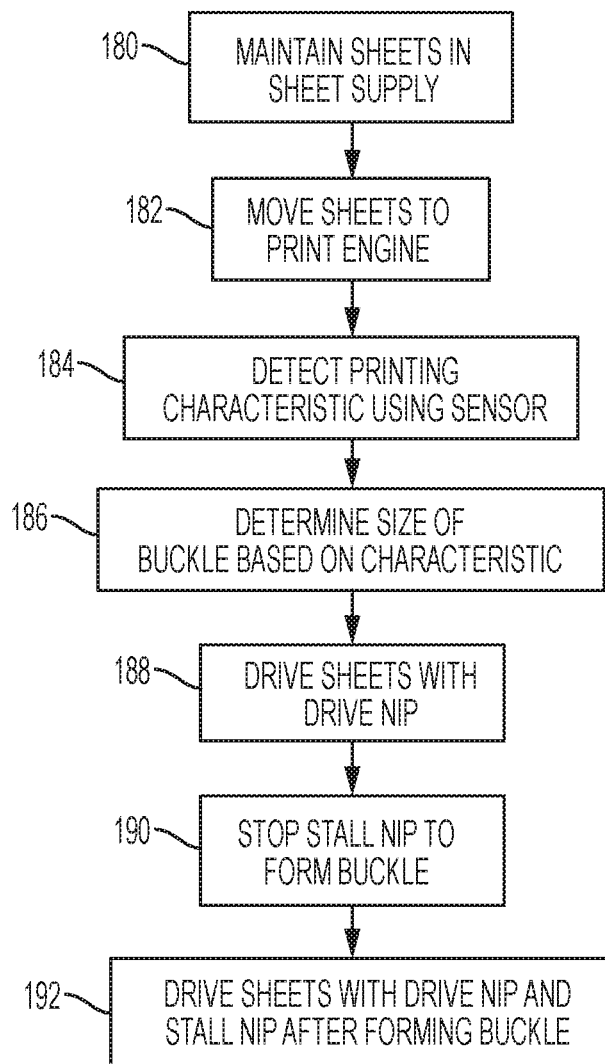 180
MAINTAIN SHEETS IN
SHEET SUPPLY
182
MOVE SHEETS TO
PRINT ENGINE
184
DETECT PRINTING
CHARACTERISTIC USING SENSOR
186
DETERMINE SIZE OF
BUCKLE BASED ON CHARACTERISTIC
188
DRIVE SHEETS WITH
DRIVE NIP
190
STOP STALL NIP TO
FORM BUCKLE
192
DRIVE SHEETS WITH DRIVE NIP AND
STALL NIP AFTER FORMING BUCKLE